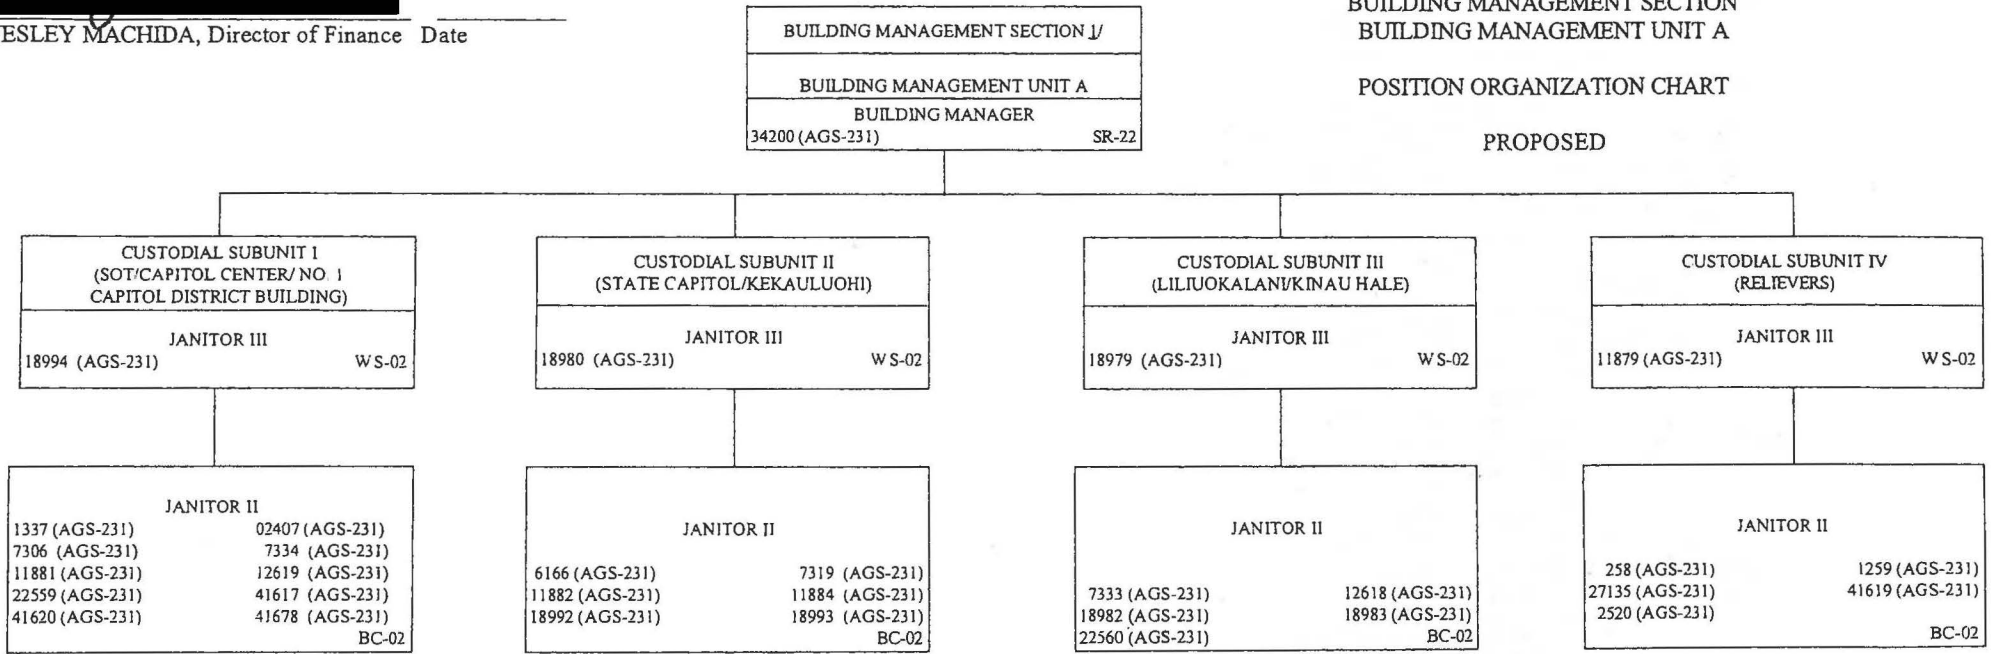 ESLEY MACHIDA, Director of Finance Date
BUILDING MANAGEMENT SECTION
BUILDING MANAGEMENT UNIT A
POSITION ORGANIZATION CHART
PROPOSED
BUILDING MANAGEMENT SECTION 1/
BUILDING MANAGEMENT UNIT A
BUILDING MANAGER
34200 (AGS-231) SR-22
CUSTODIAL SUBUNIT I
(SOT/CAPITOL CENTER/ NO. 1
CAPITOL DISTRICT BUILDING)
JANITOR III
18994 (AGS-231) WS-02
CUSTODIAL SUBUNIT II
(STATE CAPITOL/KEKAULUOHI)
JANITOR III
18980 (AGS-231) WS-02
CUSTODIAL SUBUNIT III
(LILIUOKALANI/KINAU HALE)
JANITOR III
18979 (AGS-231) WS-02
CUSTODIAL SUBUNIT IV
(RELIEVERS)
JANITOR III
11879 (AGS-231) WS-02
JANITOR II
1337 (AGS-231) 02407 (AGS-231)
7306 (AGS-231) 7334 (AGS-231)
11881 (AGS-231) 12619 (AGS-231)
22559 (AGS-231) 41617 (AGS-231)
41620 (AGS-231) 41678 (AGS-231)
BC-02
JANITOR II
6166 (AGS-231) 7319 (AGS-231)
11882 (AGS-231) 11884 (AGS-231)
18992 (AGS-231) 18993 (AGS-231)
BC-02
JANITOR II
7333 (AGS-231) 12618 (AGS-231)
18982 (AGS-231) 18983 (AGS-231)
22560 (AGS-231) BC-02
JANITOR II
258 (AGS-231) 1259 (AGS-231)
27135 (AGS-231) 41619 (AGS-231)
2520 (AGS-231)
BC-02